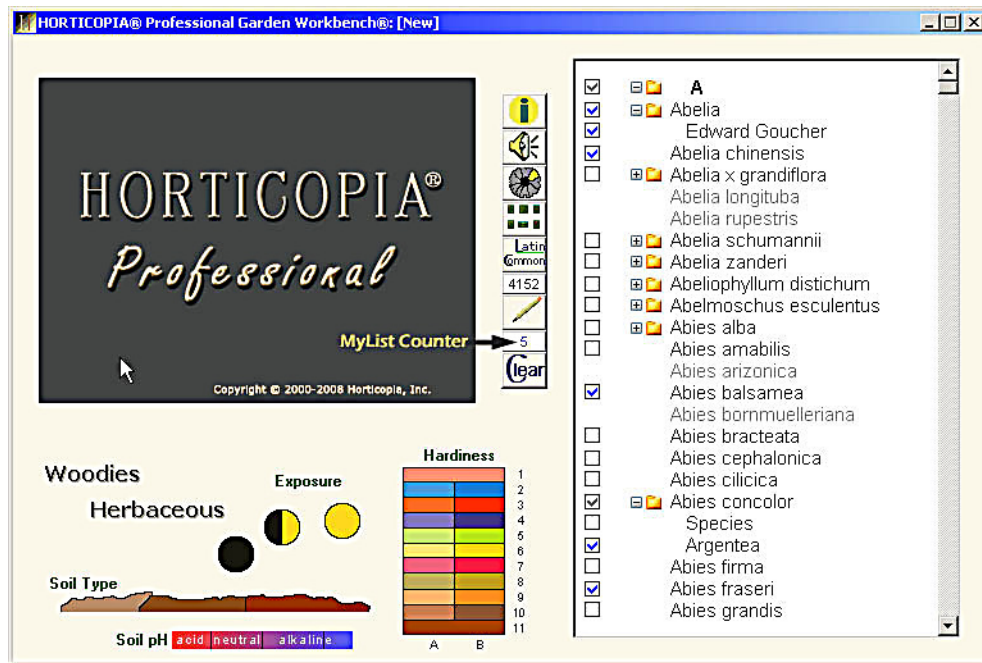 HORTICOPIA® Professional Garden Workbench®: [New]
HORTICOPIA®
Professional
MyList Counter
Copyright © 2000-2008 Horticopia, Inc.
i
Latin
Common
4152
5
Clear
A
Abelia
Edward Goucher
Abelia chinensis
Abelia x grandiflora
Abelia longituba
Abelia rupestris
Abelia schumannii
Abelia zanderi
Abeliophyllum distichum
Abelmoschus esculentus
Abies alba
Abies amabilis
Abies arizonica
Abies balsamea
Abies bornmuelleriana
Abies bracteata
Abies cephalonica
Abies cilicica
Abies concolor
Species
Argentea
Abies firma
Abies fraseri
Abies grandis
Woodies
Herbaceous
Exposure
Soil Type
Soil pH acid neutral alkaline
Hardiness
1
2
3
4
5
6
7
8
9
10
11
A B